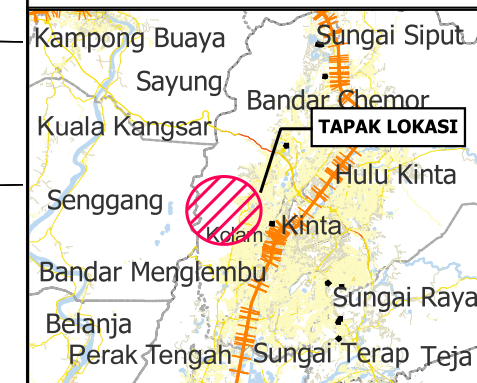 Kampong Buaya
Sungai Siput
Sayung
Bandar Chemor
Kuala Kangsar
TAPAK LOKASI
Hulu Kinta
Senggang
Kinta
Kolam
Bandar Menglembu
Sungai Raya
Belanja
Perak Tengah
Sungai Terap
Teja